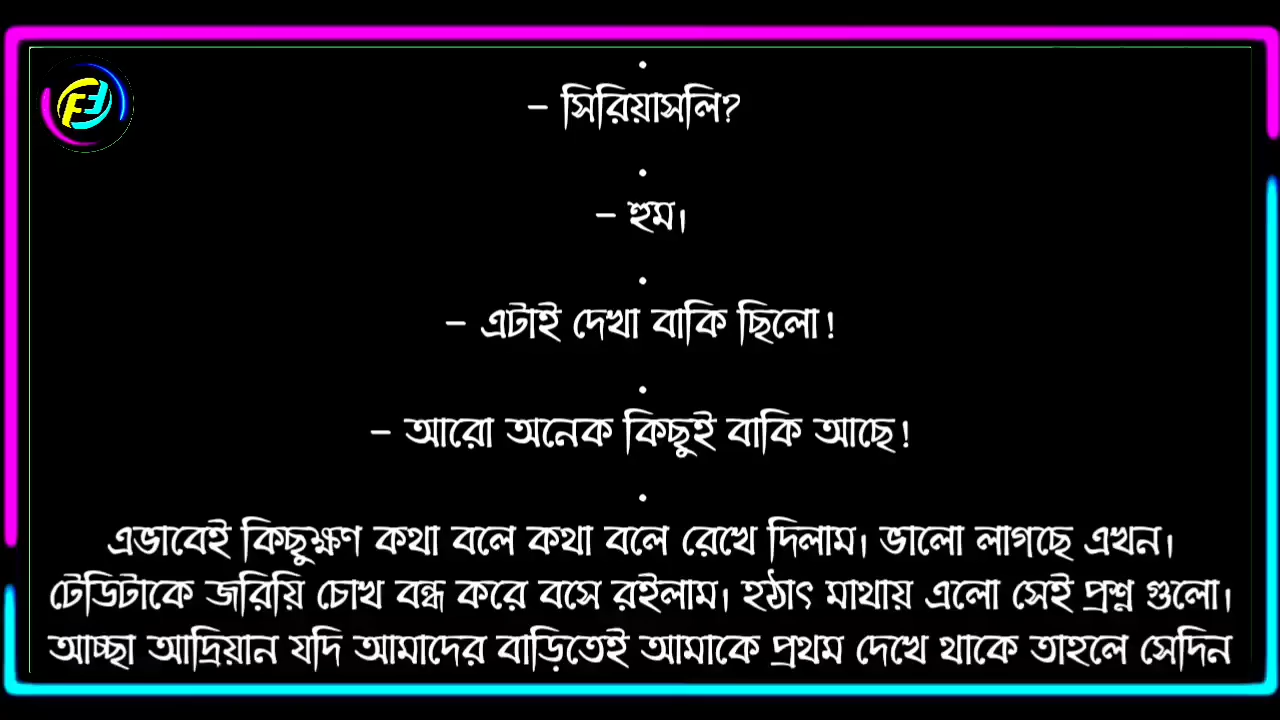 .
– সিরিয়াসলি?
.
– হুম।
.
– এটাই দেখা বাকি ছিলো!
.
– আরো অনেক কিছুই বাকি আছে!
.
এভাবেই কিছুক্ষণ কথা বলে কথা বলে রেখে দিলাম। ভালো লাগছে এখন।
টেডিটাকে জরিয়ি চোখ বন্ধ করে বসে রইলাম। হঠাৎ মাথায় এলো সেই প্রশ্ন গুলো।
আচ্ছা আদ্রিয়ান যদি আমাদের বাড়িতেই আমাকে প্রথম দেখে থাকে তাহলে সেদিন